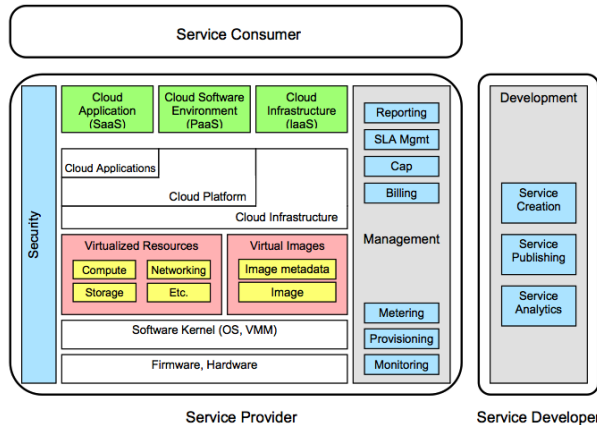 Service Consumer
Security
Cloud
Application
(SaaS)
Cloud Software
Environment
(PaaS)
Cloud
Infrastructure
(IaaS)
Cloud Applications
Cloud Platform
Cloud Infrastructure
Virtualized Resources
Compute
Networking
Storage
Etc.
Virtual Images
Image metadata
Image
Software Kernel (OS, VMM)
Firmware, Hardware
Reporting
SLA Mgmt
Cap
Billing
Management
Metering
Provisioning
Monitoring
Service Provider
Development
Service
Creation
Service
Publishing
Service
Analytics
Service Developer